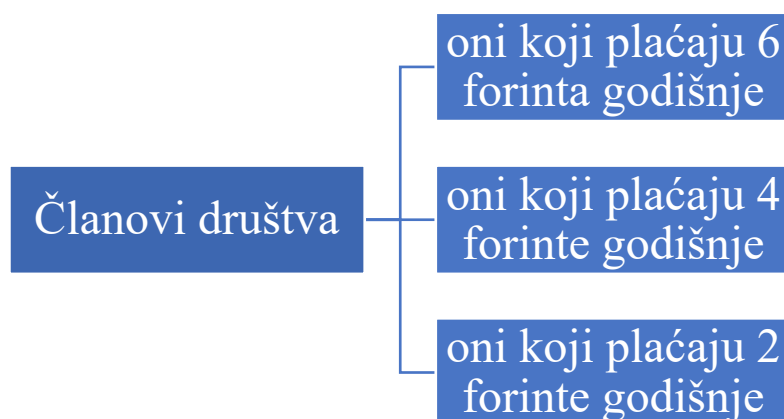 oni koji plaćaju 6
forinta godišnje
Članovi društva
oni koji plaćaju 4
forinte godišnje
oni koji plaćaju 2
forinte godišnje